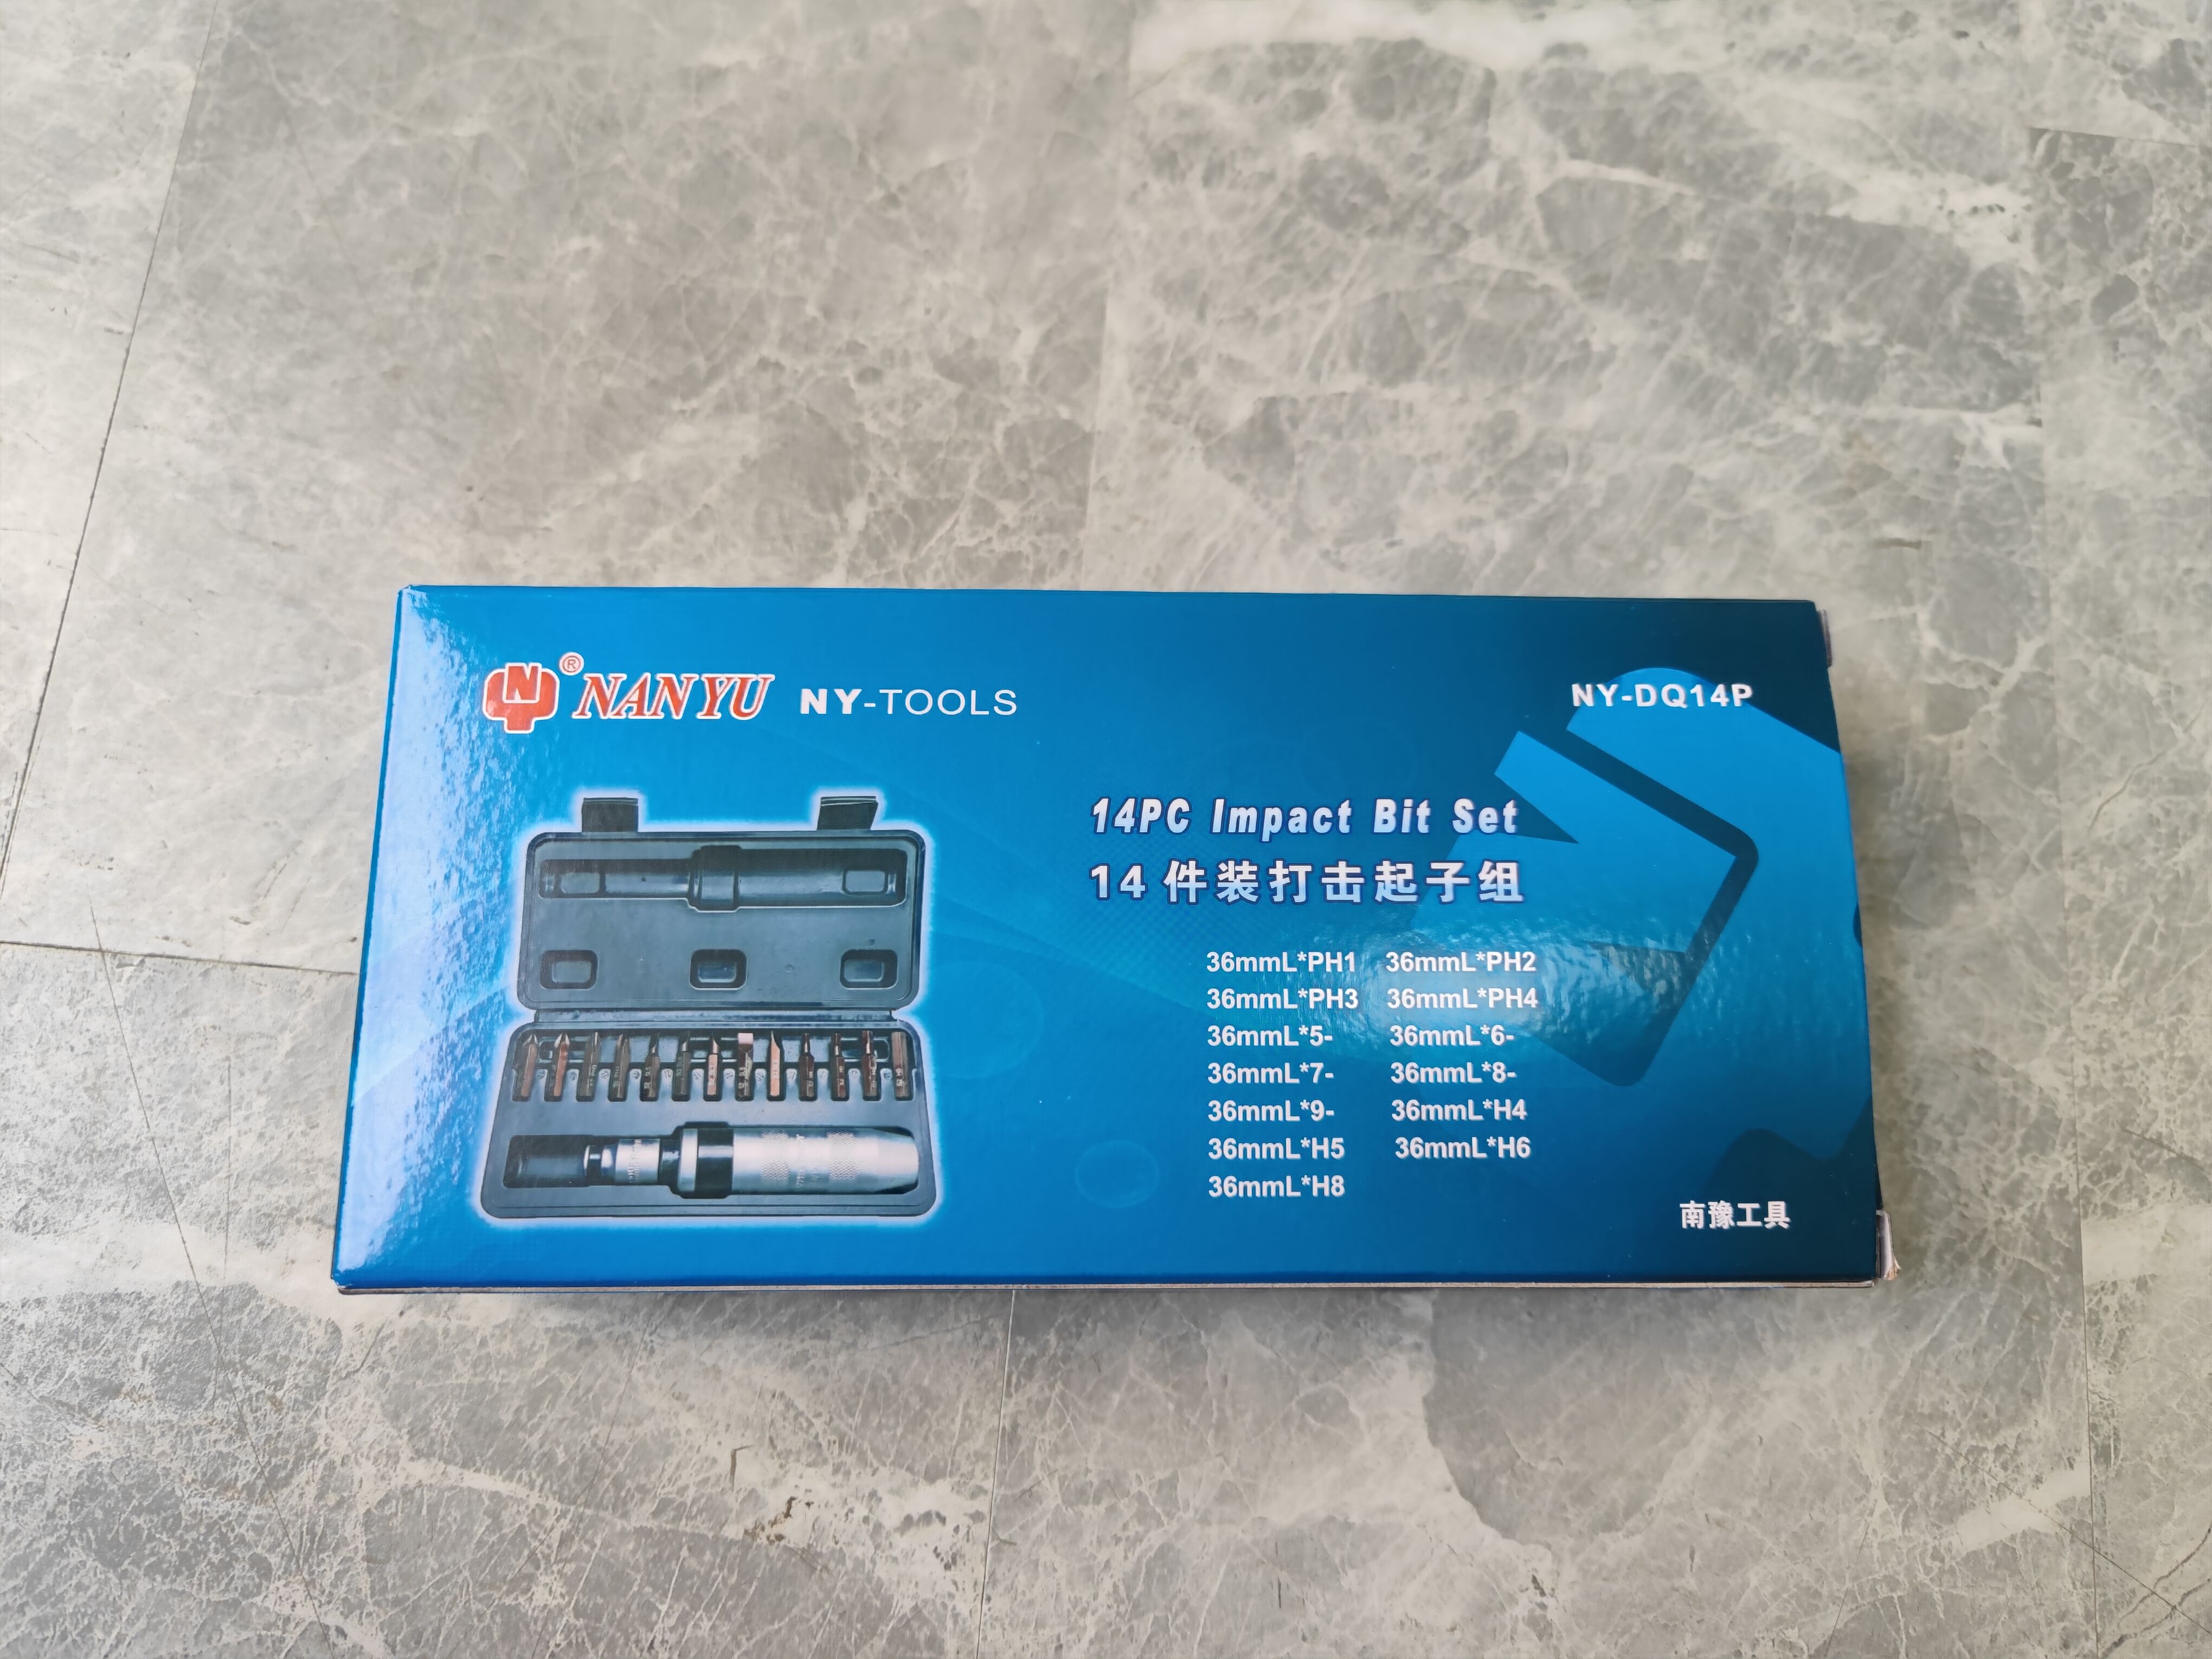 N ® NANYU NY-TOOLS
NY-DQ14P
14PC Impact Bit Set
14 件装打击起子组
36mmL*PH1 36mmL*PH2
36mmL*PH3 36mmL*PH4
36mmL*5- 36mmL*6-
36mmL*7- 36mmL*8-
36mmL*9- 36mmL*H4
36mmL*H5 36mmL*H6
36mmL*H8
南豫工具